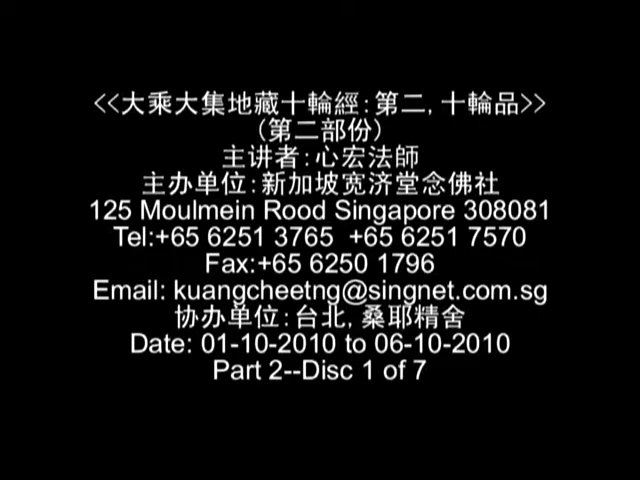 <<大乘大集地藏十輪經:第二,十輪品>>
(第二部份)
主讲者:心宏法師
主办单位:新加坡宽济堂念佛社
125 Moulmein Rood Singapore 308081
Tel:+65 6251 3765  +65 6251 7570
Fax:+65 6250 1796
Email: kuangcheetng@singnet.com.sg
协办单位:台北,桑耶精舍
Date: 01-10-2010 to 06-10-2010
Part 2--Disc 1 of 7